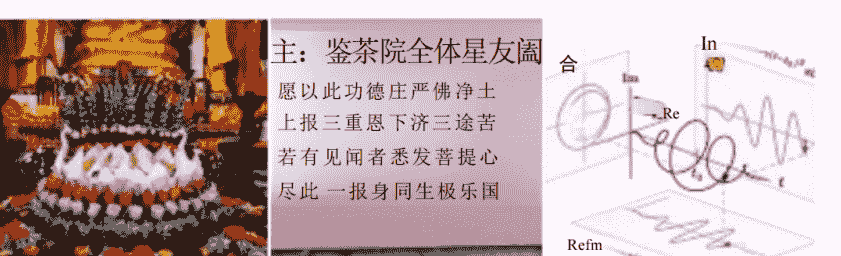 主：鉴茶院全体星友阖
愿以此功德庄严佛净土
上报三重恩下济三途苦
若有见闻者悉发菩提心
尽此一报身同生极乐国
合
In
Re
t
Refm